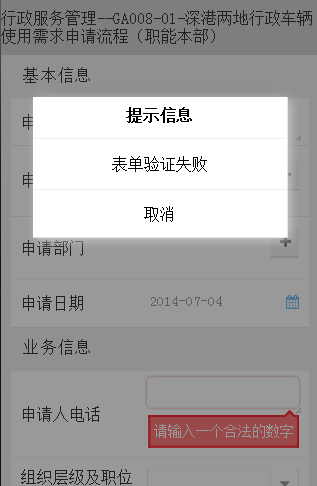 行政服务管理--GA008-01-深港两地行政车辆
使用需求申请流程（职能本部）
基本信息
申
提示信息
表单验证失败
申
取消
申请部门
+
申请日期 2014-07-04
业务信息
申请人电话
请输入一个合法的数字
组织层级及职位